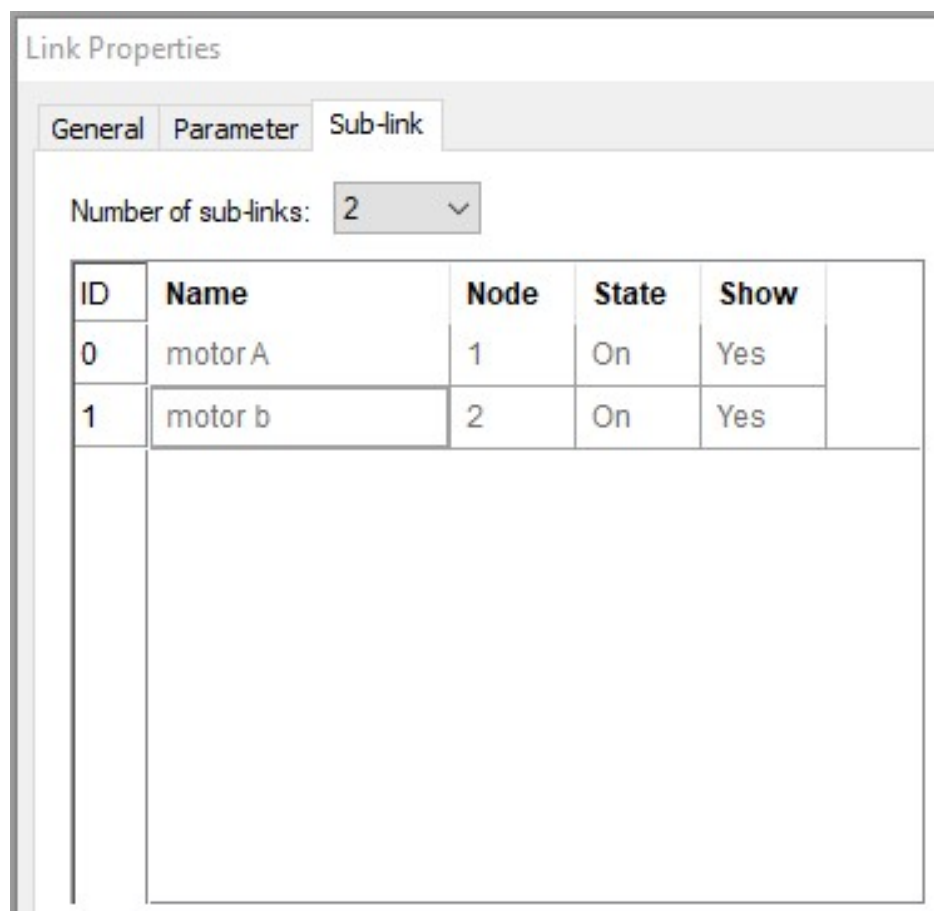 Link Properties
General Parameter Sub-link
Number of sub-links: 2
ID Name Node State Show
0 motor A 1 On Yes
1 motor b 2 On Yes